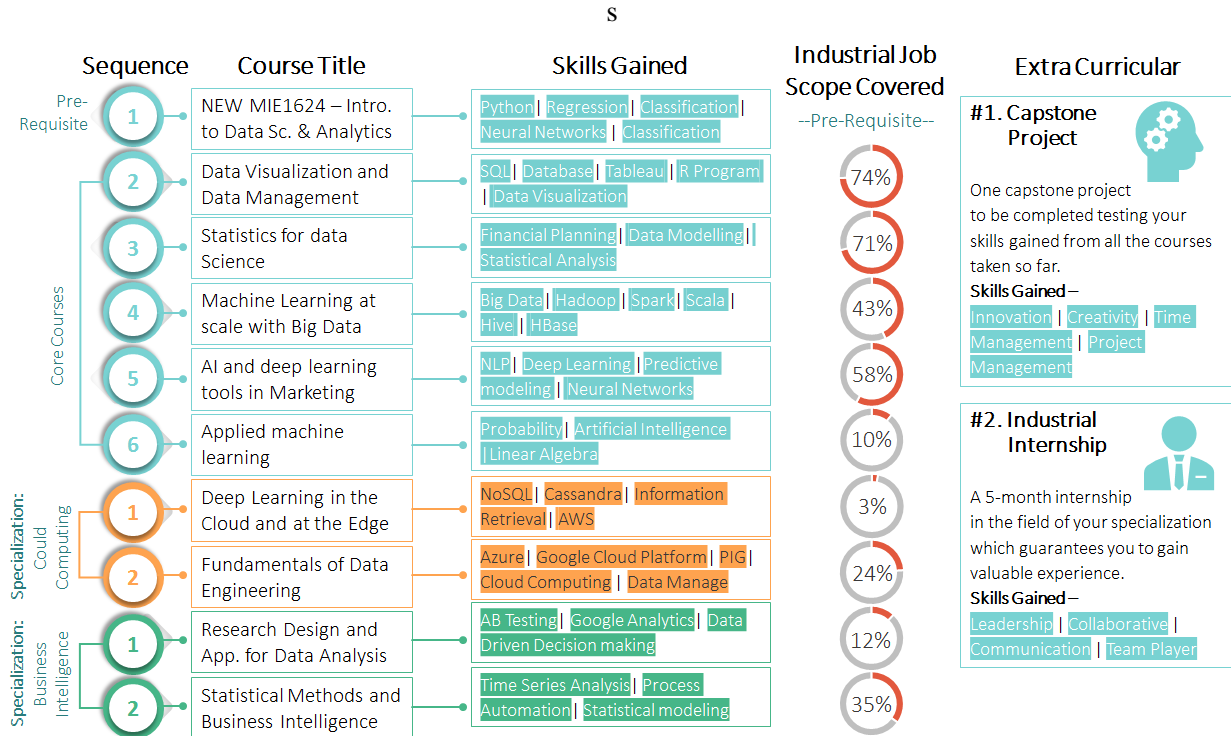 s
Sequence
Course Title
Skills Gained
Industrial Job
Scope Covered
Extra Curricular
Pre-
Requisite
1
NEW MIE1624 – Intro.
to Data Sc. & Analytics
Python| Regression| Classification|
Neural Networks| Classification
--Pre-Requisite--
Core Courses
2
Data Visualization and
Data Management
SQL| Database| Tableau| R Program
| Data Visualization
74%
3
Statistics for data
Science
Financial Planning| Data Modelling| |
Statistical Analysis
71%
4
Machine Learning at
scale with Big Data
Big Data| Hadoop| Spark| Scala |
Hive | HBase
43%
5
AI and deep learning
tools in Marketing
NLP| Deep Learning |Predictive
modeling | Neural Networks
58%
6
Applied machine
learning
Probability| Artificial Intelligence
|Linear Algebra
10%
Specialization:
Could
Computing
1
Deep Learning in the
Cloud and at the Edge
NoSQL| Cassandra| Information
Retrieval| AWS
3%
2
Fundamentals of Data
Engineering
Azure| Google Cloud Platform| PIG|
Cloud Computing | Data Manage
24%
Specialization:
Business
Intelligence
1
Research Design and
App. for Data Analysis
AB Testing| Google Analytics| Data
Driven Decision making
12%
2
Statistical Methods and
Business Intelligence
Time Series Analysis| Process
Automation| Statistical modeling
35%
#1. Capstone
Project
One capstone project
to be completed testing your
skills gained from all the courses
taken so far.
Skills Gained –
Innovation | Creativity | Time
Management | Project
Management
#2. Industrial
Internship
A 5-month internship
in the field of your specialization
which guarantees you to gain
valuable experience.
Skills Gained –
Leadership | Collaborative |
Communication | Team Player